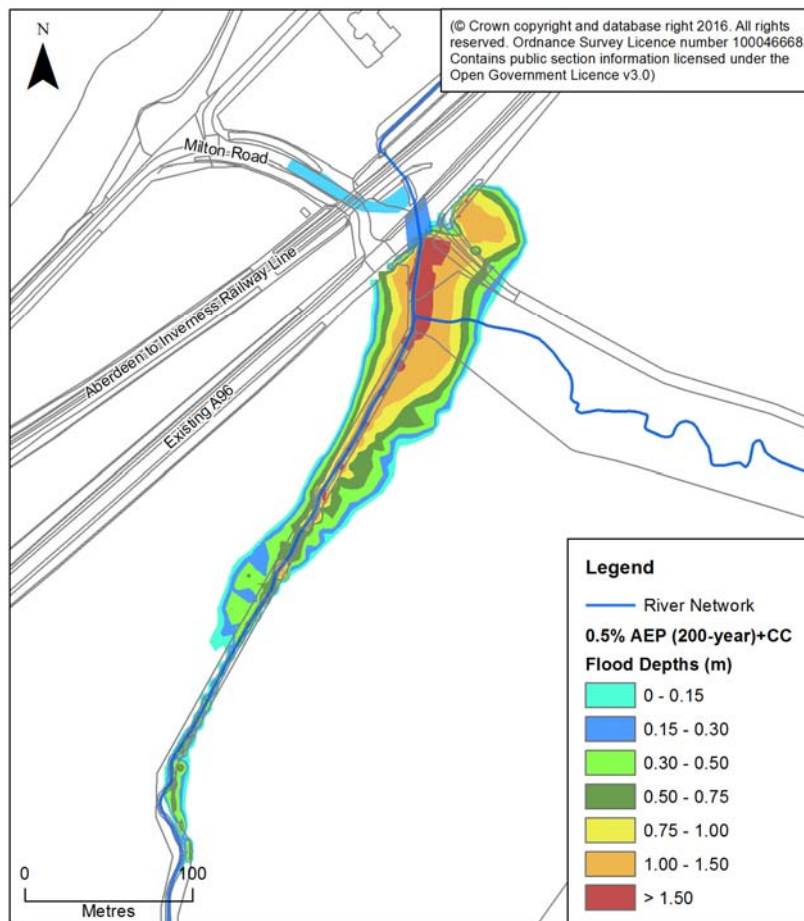 (© Crown copyright and database right 2016. All rights
reserved. Ordnance Survey Licence number 100046668
Contains public section information licensed under the
Open Government Licence v3.0)
N
Milton Road
Aberdeen to Inverness Railway Line
Existing A96
0 100
Metres
Legend
River Network
0.5% AEP (200-year)+CC
Flood Depths (m)
0 - 0.15
0.15 - 0.30
0.30 - 0.50
0.50 - 0.75
0.75 - 1.00
1.00 - 1.50
> 1.50